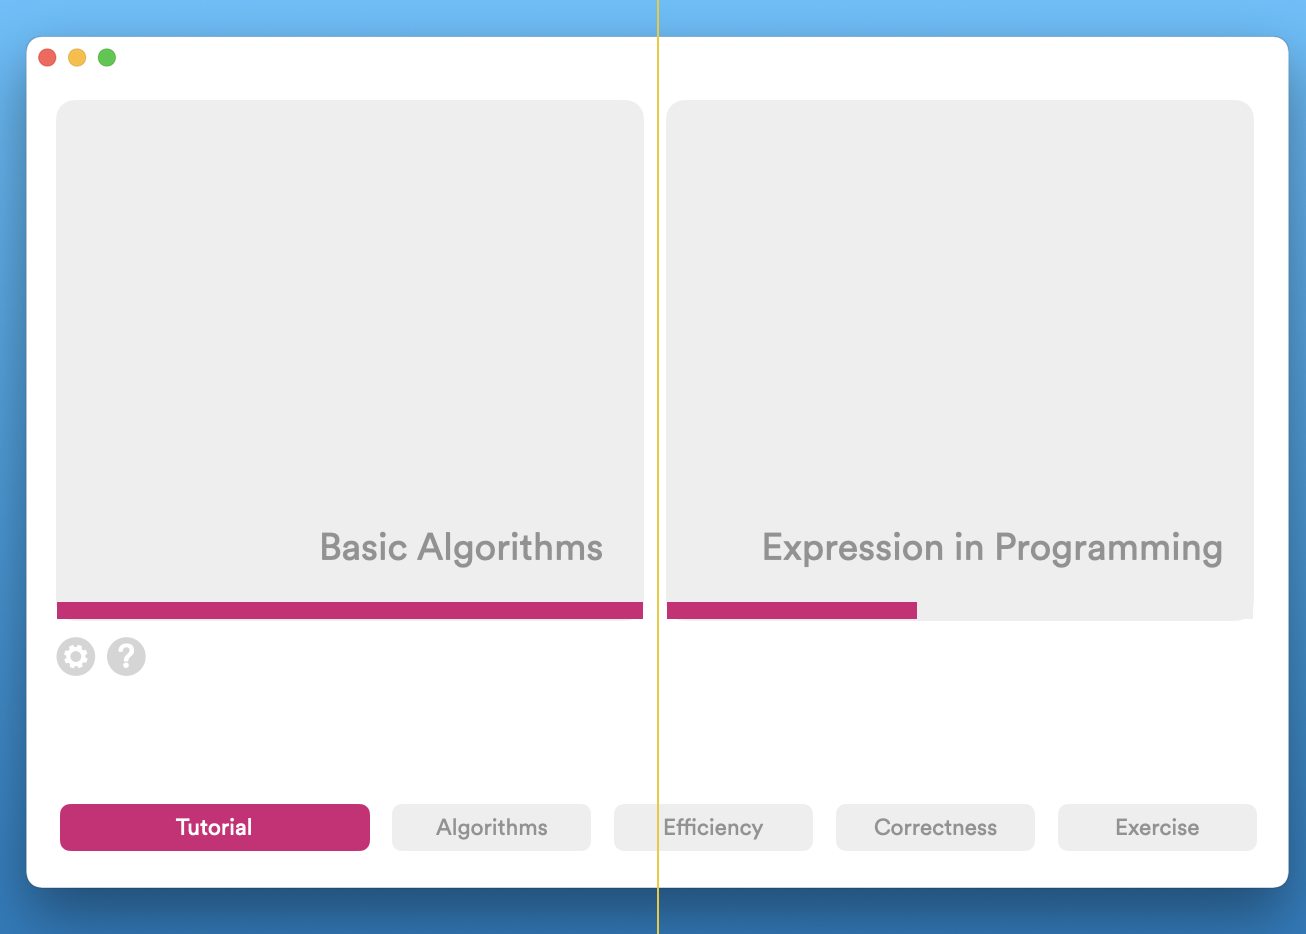 Basic Algorithms
Expression in Programming
?
Tutorial
Algorithms
Efficiency
Correctness
Exercise